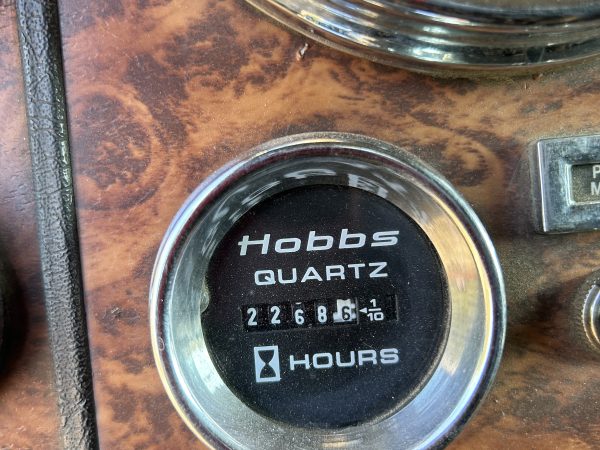 Hobbs
QUARTZ
22686 ◄1/10
HOURS
P
M